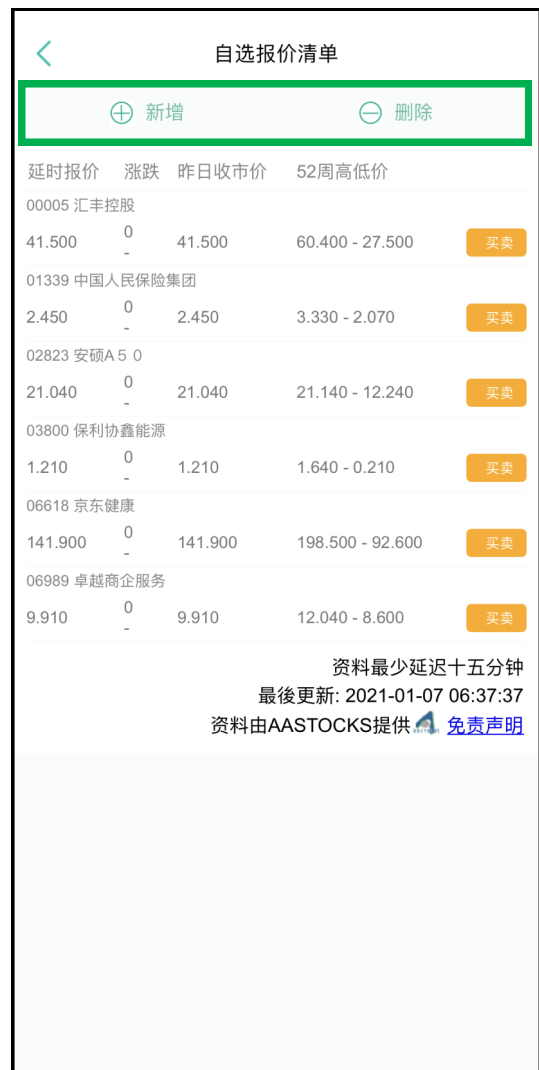 自选报价清单
新增 删除
延时报价 涨跌 昨日收市价 52周高低价
00005 汇丰控股
41.500 0 - 41.500 60.400 - 27.500 买卖
01339 中国人民保险集团
2.450 0 - 2.450 3.330 - 2.070 买卖
02823 安硕A５０
21.040 0 - 21.040 21.140 - 12.240 买卖
03800 保利协鑫能源
1.210 0 - 1.210 1.640 - 0.210 买卖
06618 京东健康
141.900 0 - 141.900 198.500 - 92.600 买卖
06989 卓越商企服务
9.910 0 - 9.910 12.040 - 8.600 买卖
资料最少延迟十五分钟
最後更新: 2021-01-07 06:37:37
资料由AASTOCKS提供 免责声明